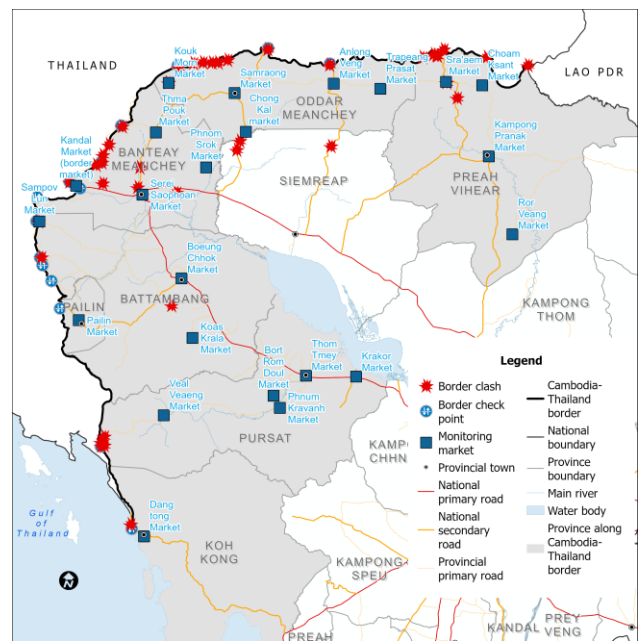 THAILAND
LAO PDR
Kouk
Mom
Market
Samraong
Market
Anlong
Veng
Market
Trapeang
Prasat
Market
Sra'aem
Market
Choam
Ksant
Market
Thma
Pouk
Market
Chong
Kal
market
ODDAR
MEANCHEY
Kampong
Pranak
Market
Kandal
Market
(border
market)
BANTEAY
MEANCHEY
Phnom
Srok
Market
SIEMREAP
PREAH
VIHEAR
Sampov
Lun
Market
Serei
Saophoan
Market
Ror
Veang
Market
Boeung
Chhok
Market
BATTAMBANG
PAILIN
Pailin
Market
KAMPONG
THOM
Koas
Krala
Market
Bort
Rom
Doul
Market
Thom
Tmey
Market
Krakor
Market
Veal
Veaeng
Market
Phnum
Kravanh
Market
PURSAT
KAMPO
CHHN
Gulf
of
Thailand
Dang
tong
Market
KOH
KONG
KAMPONG
SPEU
PREAH
KANDAL
PREY
VENG
N
Legend
Border clash
Border check
point
Monitoring
market
Provincial town
National
primary road
National
secondary
road
Provincial
primary road
Cambodia-
Thailand
border
National
boundary
Province
boundary
Main river
Water body
Province along
Cambodia-
Thailand
border